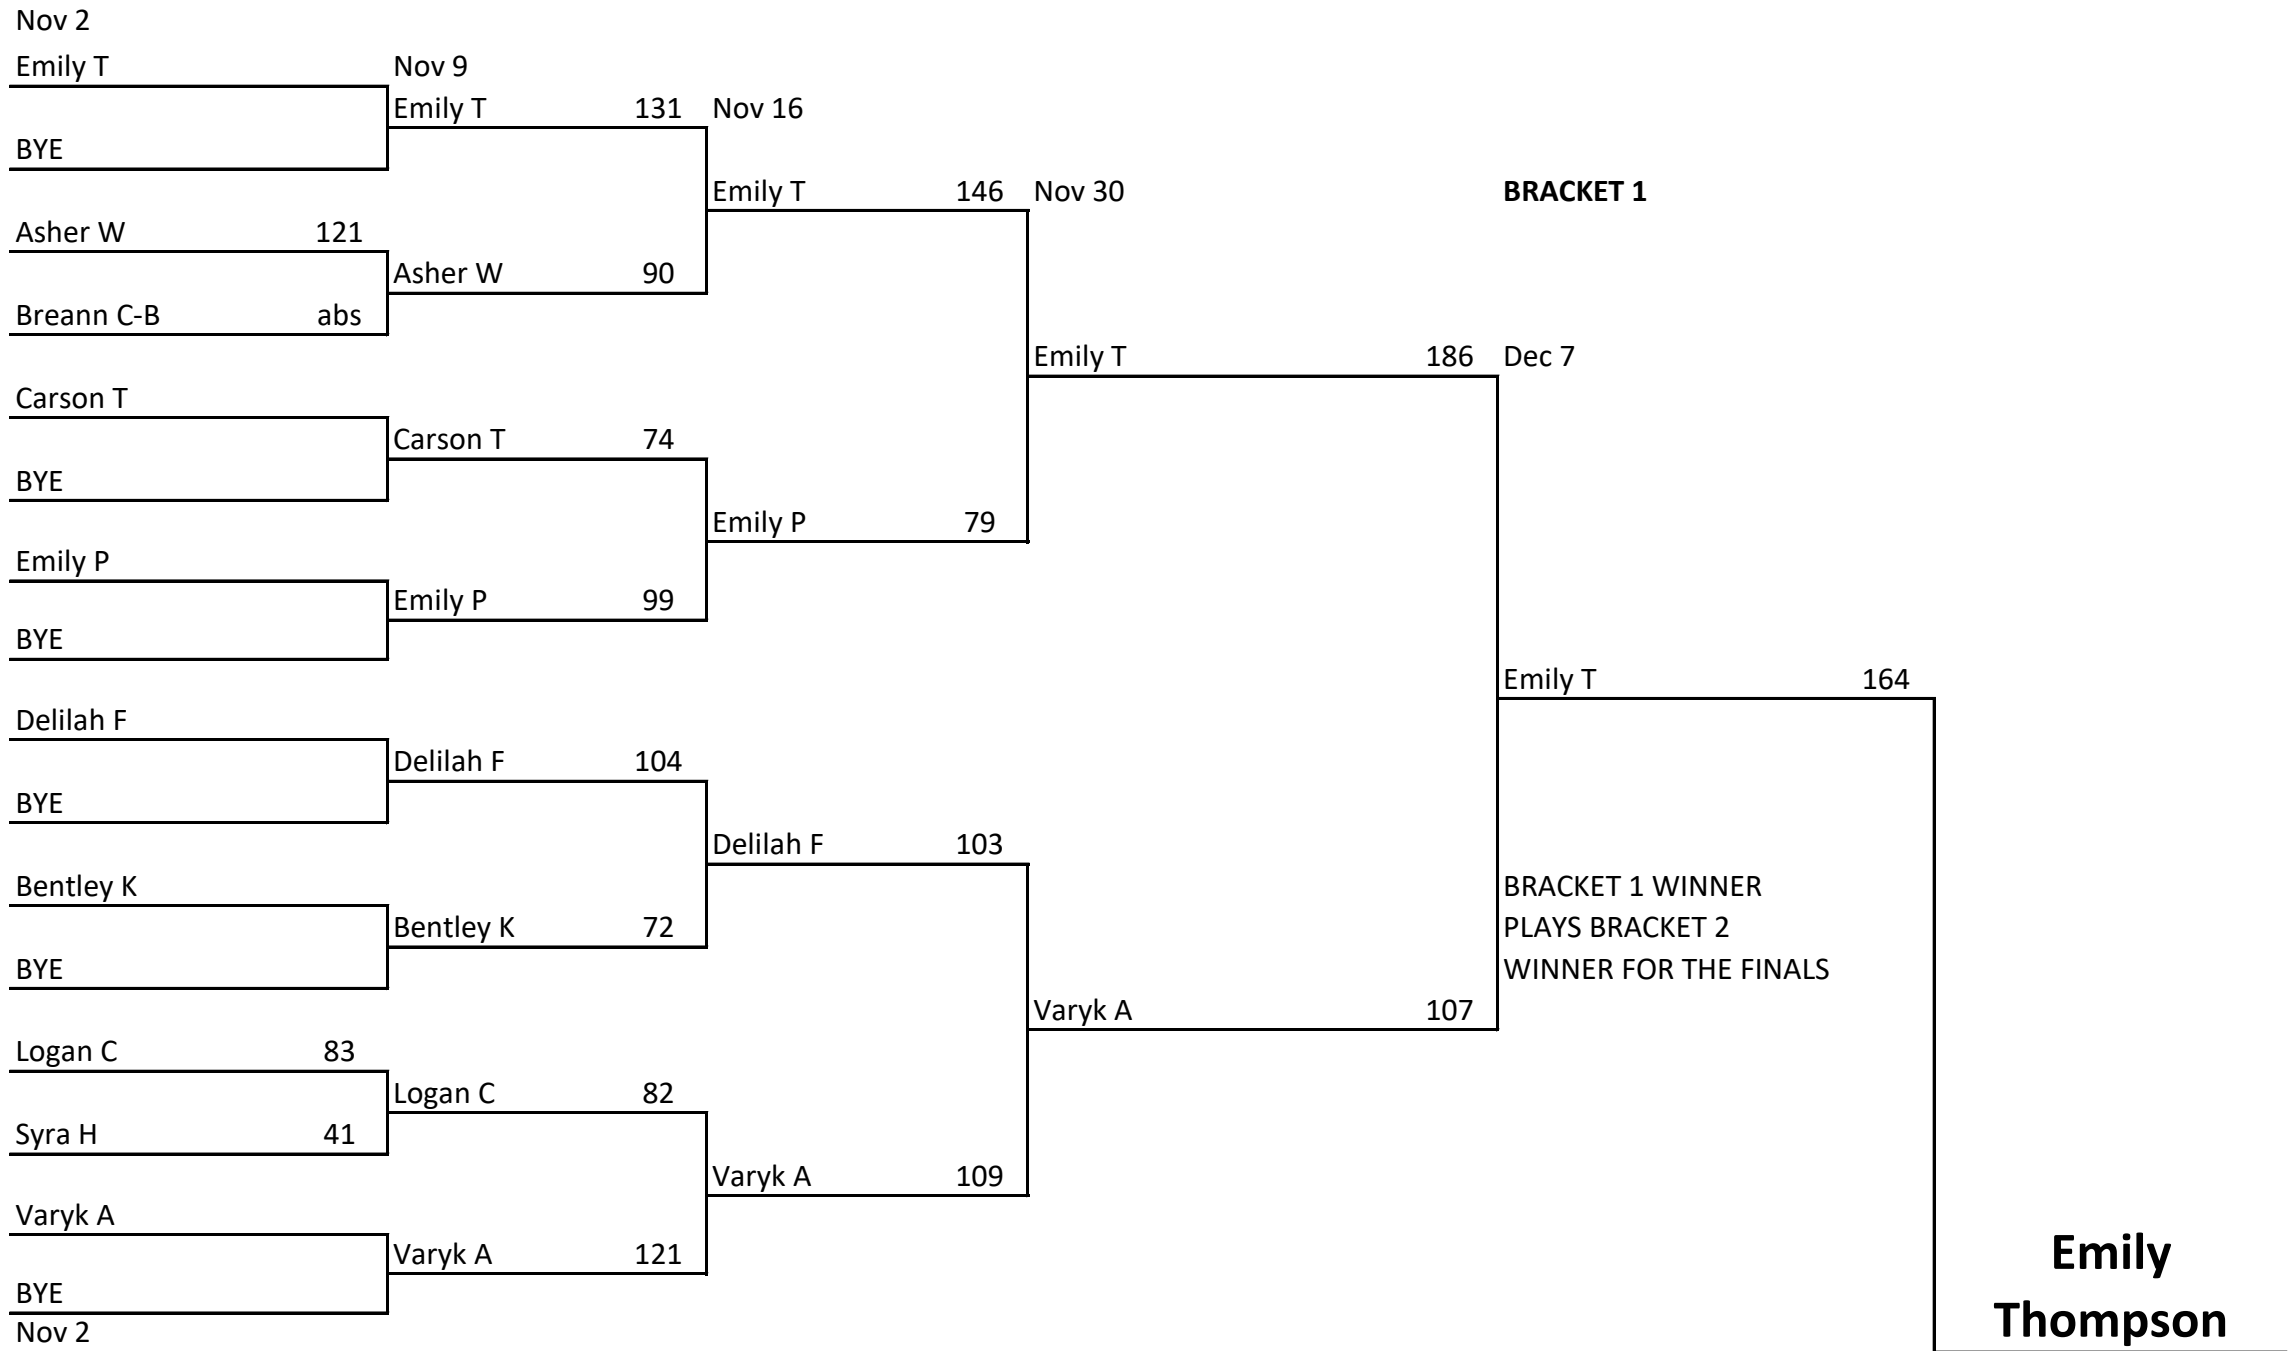 Nov 2
Emily T
Nov 9
Emily T 131 Nov 16
BYE
Emily T 146 Nov 30 BRACKET 1
Asher W 121
Asher W 90
Breann C-B abs
Emily T 186 Dec 7
Carson T
Carson T 74
BYE
Emily P 79
Emily P
Emily P 99
BYE
Emily T 164
Delilah F
Delilah F 104
BYE
Delilah F 103
Bentley K
BRACKET 1 WINNER
Bentley K 72
PLAYS BRACKET 2
BYE
WINNER FOR THE FINALS
Varyk A 107
Logan C 83
Logan C 82
Syra H 41
Varyk A 109
Varyk A
Varyk A 121
BYE
Nov 2
Emily
Thompson